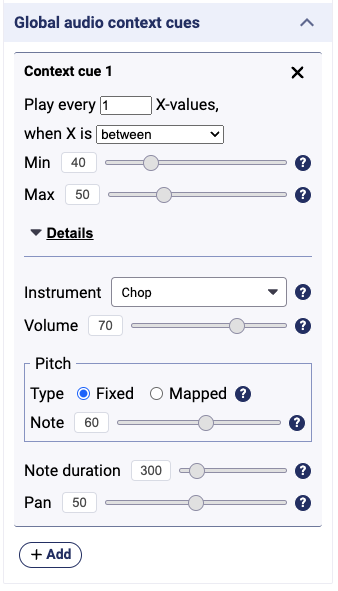 Global audio context cues
Context cue 1
Play every 1 X-values,
when X is between
Min 40 ?
Max 50 ?
Details
Instrument Chop ?
Volume 70 ?
Pitch
Type Fixed Mapped ?
Note 60 ?
Note duration 300 ?
Pan 50 ?
+ Add